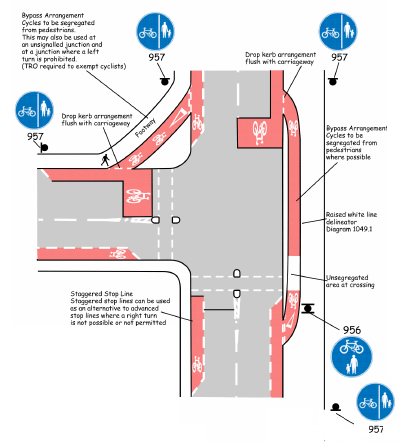 Bypass Arrangement
Cycles to be segregated
from pedestrians.
This may also be used at
an unsignalled junction and
at a junction where a left
turn is prohibited.
(TRO required to exempt cyclists)
957
Drop kerb arrangement
flush with carriageway
957
957
Drop kerb arrangement
flush with carriageway
Footway
Bypass Arrangement
Cycles to be
segregated from
pedestrians
where possible
Raised white line
delineator
Diagram 1049.1
Unsegregated
area at crossing
Staggered Stop Line
Staggered stop lines can be used
as an alternative to advanced
stop lines where a right turn
is not possible or not permitted
956
957